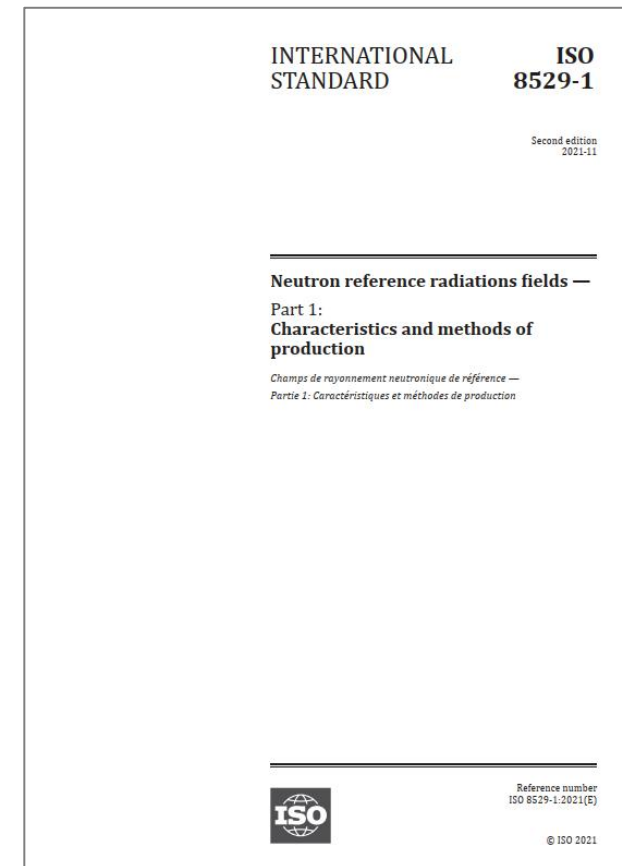 INTERNATIONAL STANDARD
ISO 8529-1
Second edition
2021-11
Neutron reference radiations fields —
Part 1:
Characteristics and methods of
production
Champs de rayonnement neutronique de référence —
Partie 1: Caractéristiques et méthodes de production
ISO
Reference number
ISO 8529-1:2021(E)
© ISO 2021